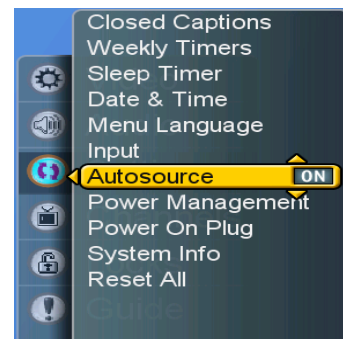 Closed Captions
Weekly Timers
Sleep Timer
Date & Time
Menu Language
Input
Autosource ON
Power Management
Power On Plug
System Info
Reset All
Guide